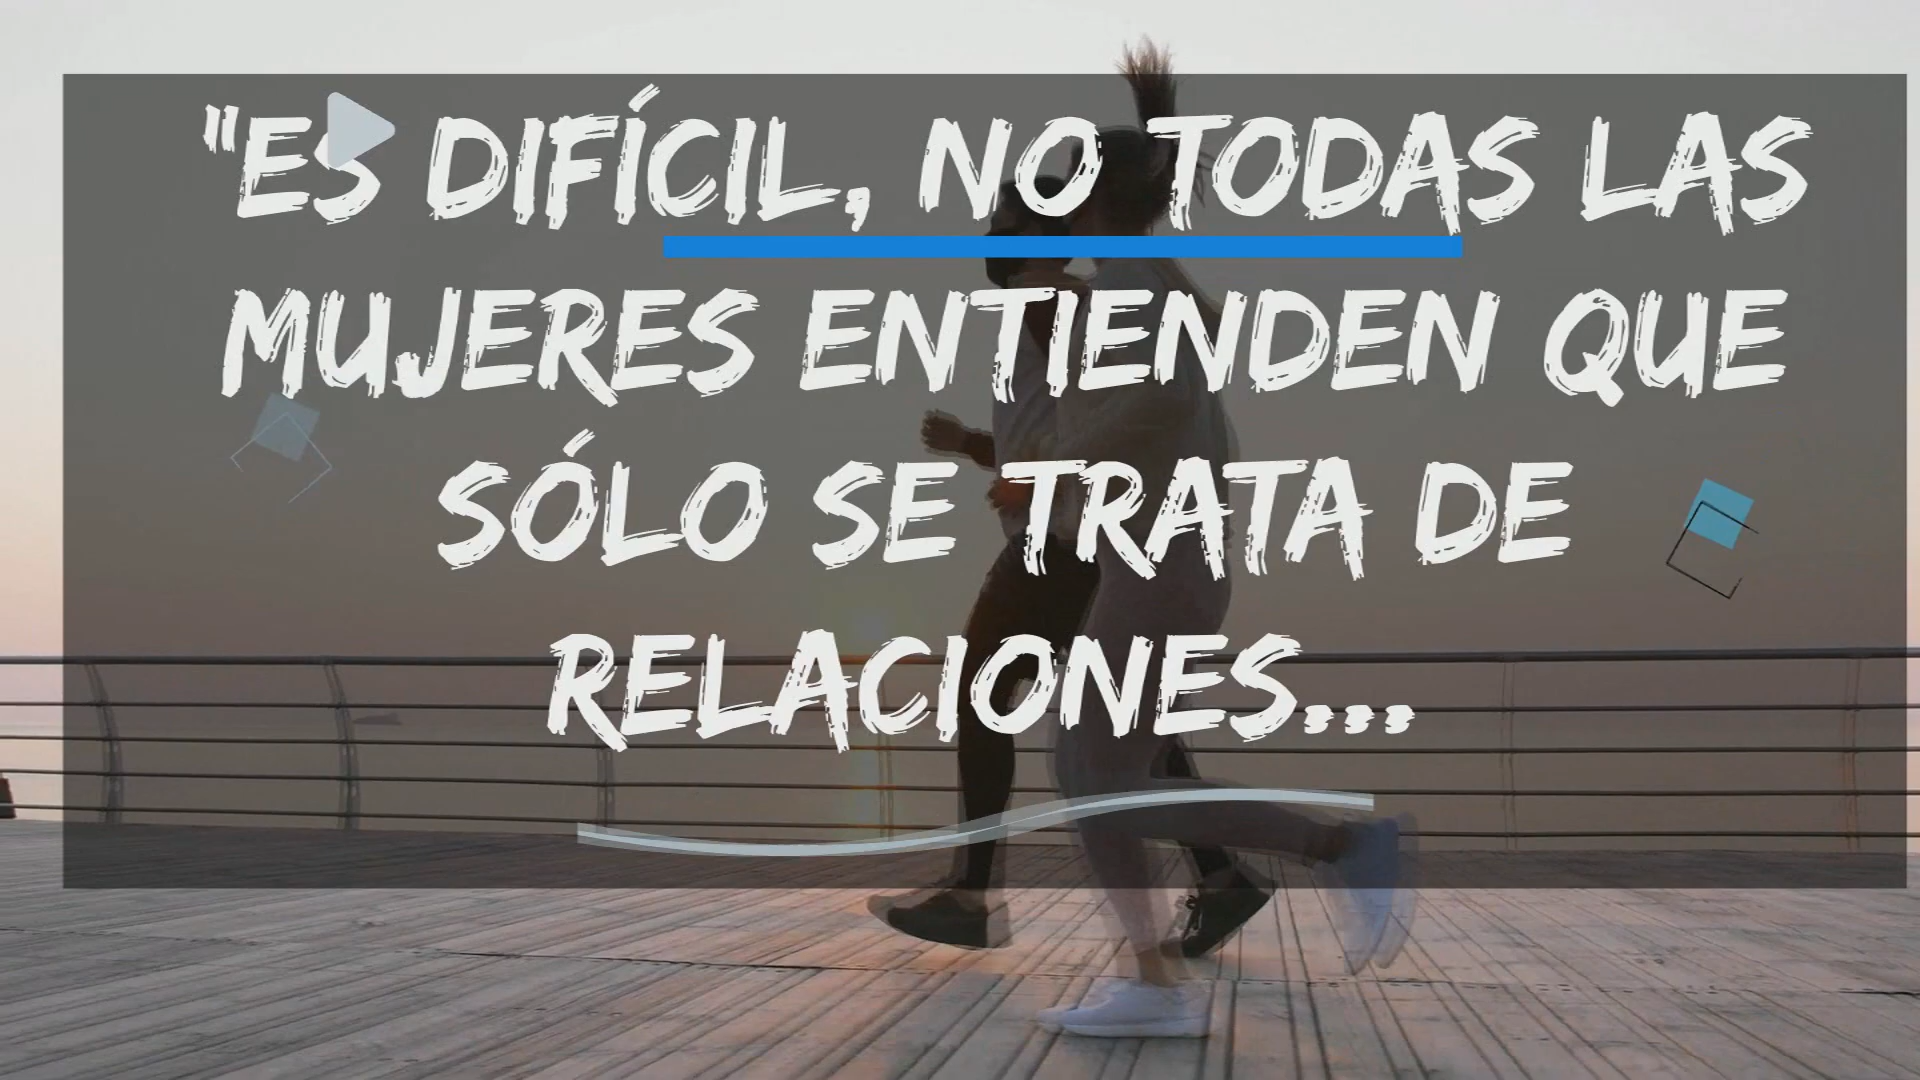 "ES DIFÍCIL, NO TODAS LAS
MUJERES ENTIENDEN QUE
SÓLO SE TRATA DE
RELACIONES...